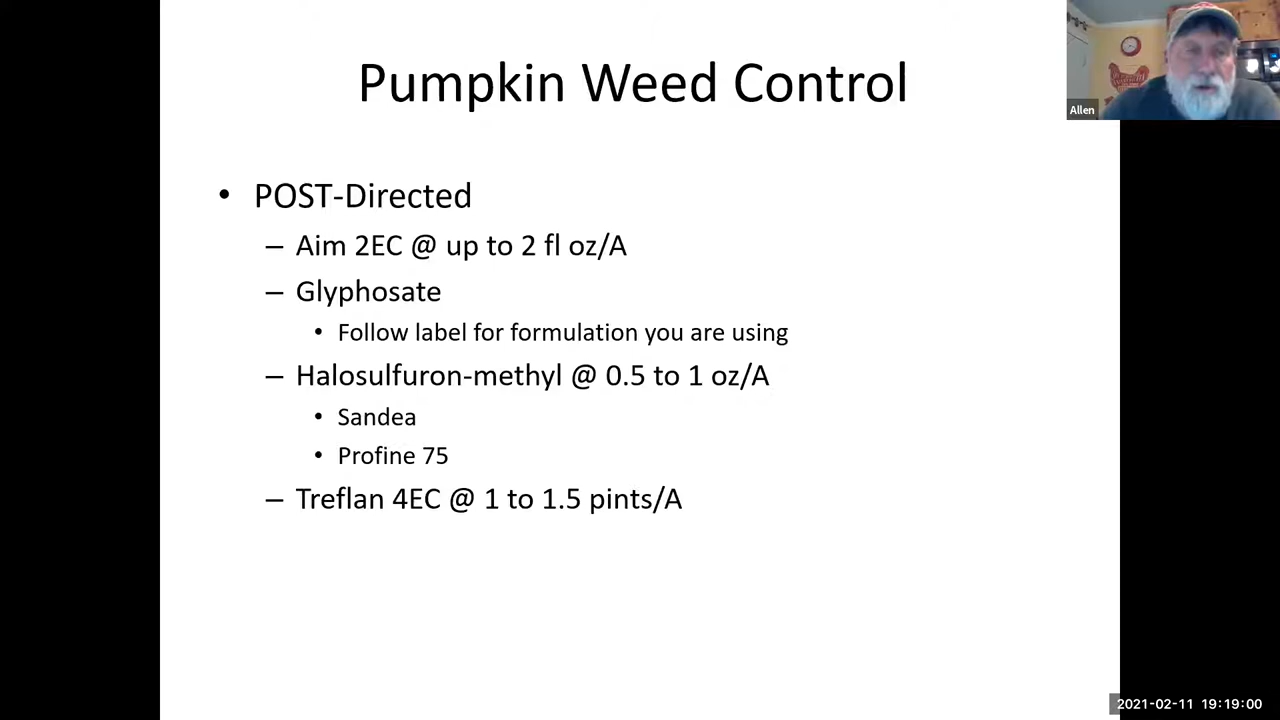 Pumpkin Weed Control
Allen
• POST-Directed
– Aim 2EC @ up to 2 fl oz/A
– Glyphosate
• Follow label for formulation you are using
– Halosulfuron-methyl @ 0.5 to 1 oz/A
• Sandea
• Profine 75
– Treflan 4EC @ 1 to 1.5 pints/A
2021-02-11 19:19:00